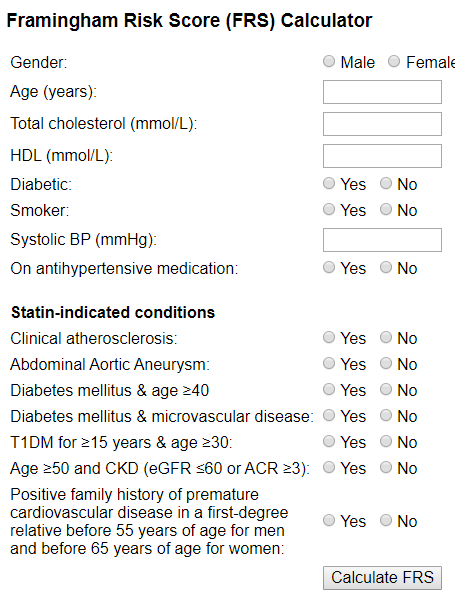 Framingham Risk Score (FRS) Calculator
Gender: Male Female
Age (years):
Total cholesterol (mmol/L):
HDL (mmol/L):
Diabetic: Yes No
Smoker: Yes No
Systolic BP (mmHg):
On antihypertensive medication: Yes No
Statin-indicated conditions
Clinical atherosclerosis: Yes No
Abdominal Aortic Aneurysm: Yes No
Diabetes mellitus & age ≥40 Yes No
Diabetes mellitus & microvascular disease: Yes No
T1DM for ≥15 years & age ≥30: Yes No
Age ≥50 and CKD (eGFR ≤60 or ACR ≥3): Yes No
Positive family history of premature
cardiovascular disease in a first-degree
relative before 55 years of age for men
and before 65 years of age for women: Yes No
Calculate FRS